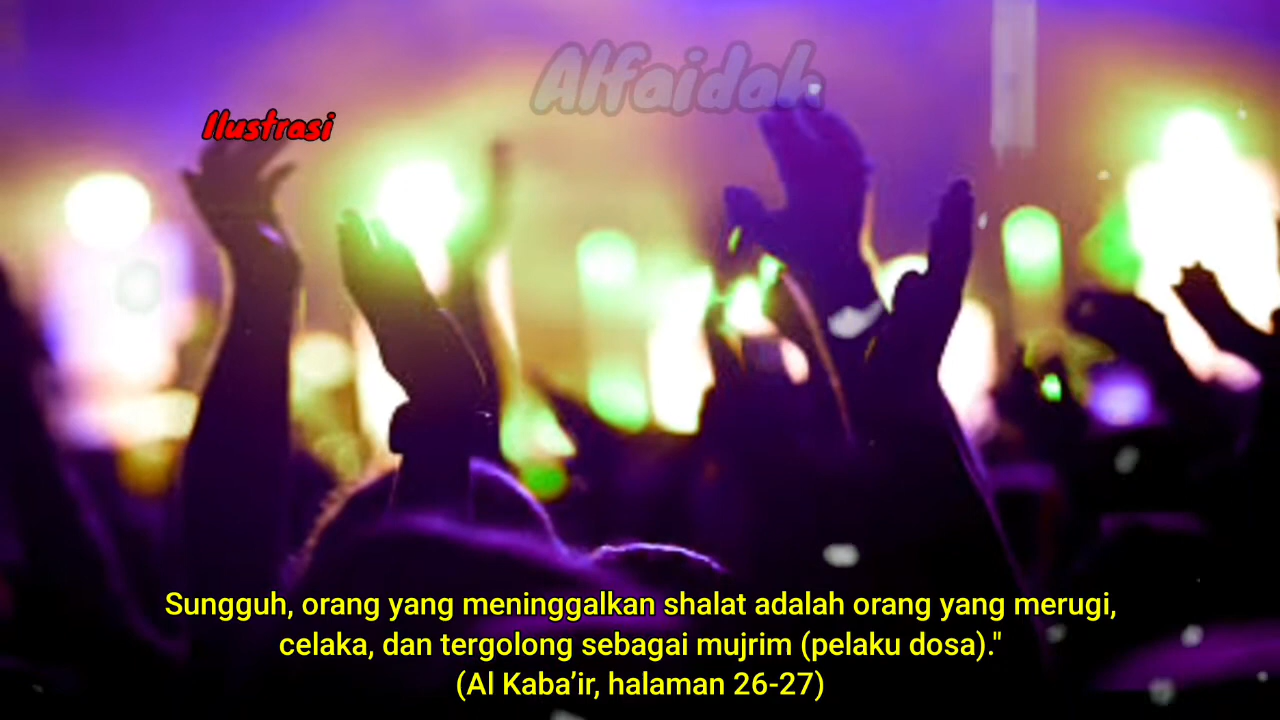 Alfaidah
Ilustrasi
Sungguh, orang yang meninggalkan shalat adalah orang yang merugi,
celaka, dan tergolong sebagai mujrim (pelaku dosa)."
(Al Kaba’ir, halaman 26-27)